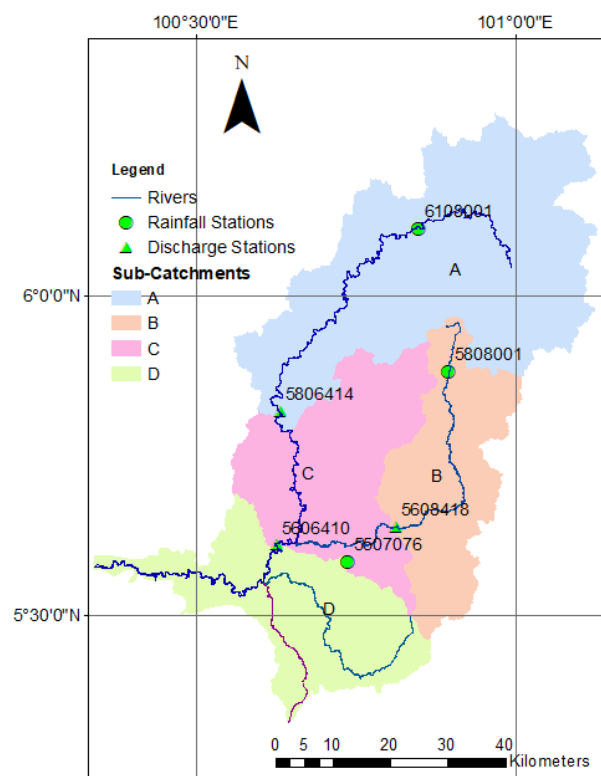 100°30'0"E 101°0'0"E
N
Legend
Rivers
Rainfall Stations
Discharge Stations
Sub-Catchments
A
B
C
D
6108001
A
6°0'0"N
5808001
5806414
C
B
5608418
5606410
5607076
5°30'0"N
D
0 5 10 20 30 40
Kilometers